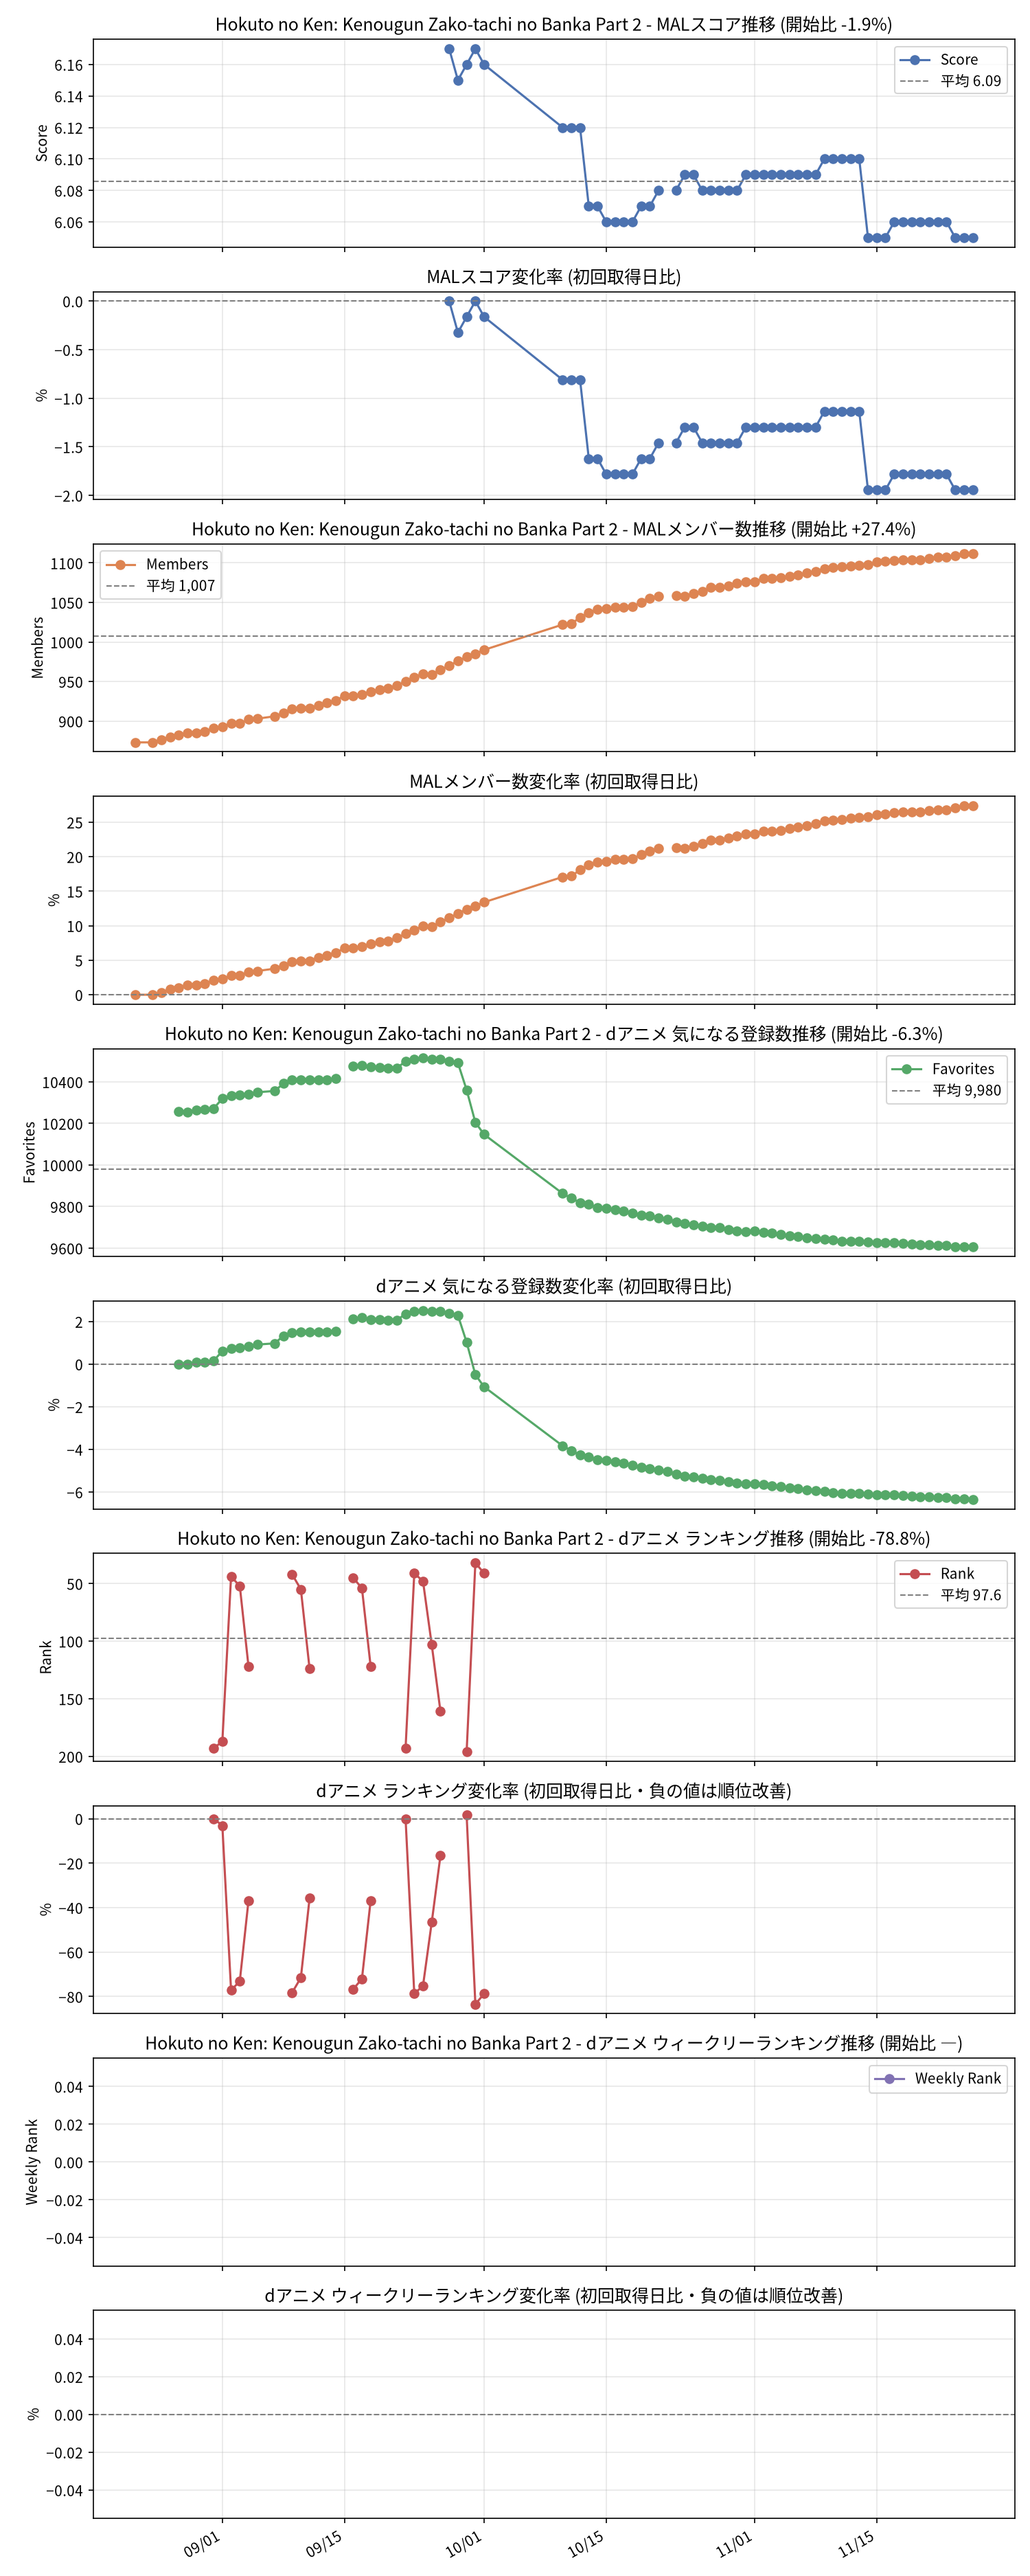 Hokuto no Ken: Kenougun Zako-tachi no Banka Part 2 - MALスコア推移 (開始比 -1.9%)
Score
6.16
6.14
6.12
6.10
6.08
6.06
Score
平均 6.09
MALスコア変化率 (初回取得日比)
%
0.0
−0.5
−1.0
−1.5
−2.0
Hokuto no Ken: Kenougun Zako-tachi no Banka Part 2 - MALメンバー数推移 (開始比 +27.4%)
Members
1100
1050
1000
950
900
Members
平均 1,007
MALメンバー数変化率 (初回取得日比)
%
25
20
15
10
5
0
Hokuto no Ken: Kenougun Zako-tachi no Banka Part 2 - dアニメ 気になる登録数推移 (開始比 -6.3%)
Favorites
10400
10200
10000
9800
9600
Favorites
平均 9,980
dアニメ 気になる登録数変化率 (初回取得日比)
%
2
0
−2
−4
−6
Hokuto no Ken: Kenougun Zako-tachi no Banka Part 2 - dアニメ ランキング推移 (開始比 -78.8%)
Rank
50
100
150
200
Rank
平均 97.6
dアニメ ランキング変化率 (初回取得日比・負の値は順位改善)
%
0
−20
−40
−60
−80
Hokuto no Ken: Kenougun Zako-tachi no Banka Part 2 - dアニメ ウィークリーランキング推移 (開始比 —)
Weekly Rank
0.04
0.02
0.00
−0.02
−0.04
Weekly Rank
dアニメ ウィークリーランキング変化率 (初回取得日比・負の値は順位改善)
%
0.04
0.02
0.00
−0.02
−0.04
09/01
09/15
10/01
10/15
11/01
11/15